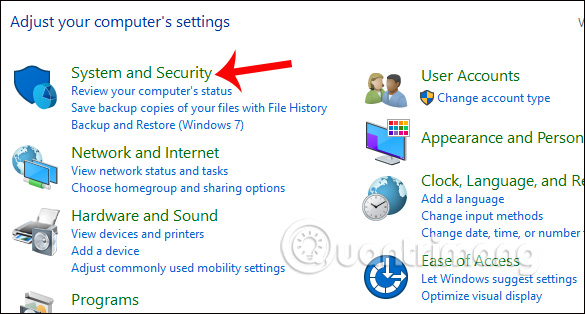 Adjust your computer's settings
System and Security
Review your computer's status
Save backup copies of your files with File History
Backup and Restore (Windows 7)
Network and Internet
View network status and tasks
Choose homegroup and sharing options
Hardware and Sound
View devices and printers
Add a device
Adjust commonly used mobility settings
Programs
User Accounts
Change account type
Appearance and Person
Clock, Language, and Re
Add a language
Change input methods
Change date, time, or number
Ease of Access
Let Windows suggest settings
Optimize visual display
Quantrimang